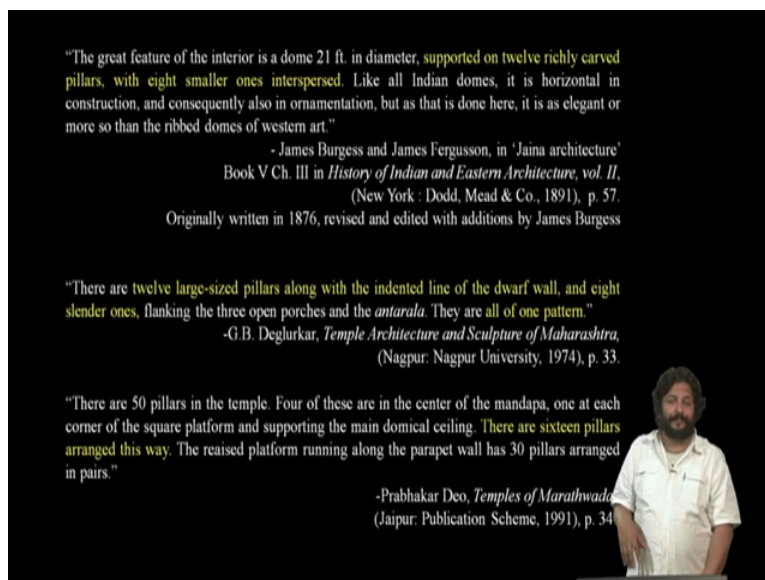 “The great feature of the interior is a dome 21 ft. in diameter, supported on twelve richly carved
pillars, with eight smaller ones interspersed. Like all Indian domes, it is horizontal in
construction, and consequently also in ornamentation, but as that is done here, it is as elegant or
more so than the ribbed domes of western art.”
- James Burgess and James Fergusson, in ‘Jaina architecture’
Book V Ch. III in History of Indian and Eastern Architecture, vol. II,
(New York : Dodd, Mead & Co., 1891), p. 57.
Originally written in 1876, revised and edited with additions by James Burgess
“There are twelve large-sized pillars along with the indented line of the dwarf wall, and eight
slender ones, flanking the three open porches and the antarala. They are all of one pattern.”
-G.B. Deglurkar, Temple Architecture and Sculpture of Maharashtra,
(Nagpur: Nagpur University, 1974), p. 33.
“There are 50 pillars in the temple. Four of these are in the center of the mandapa, one at each
corner of the square platform and supporting the main domical ceiling. There are sixteen pillars
arranged this way. The reaised platform running along the parapet wall has 30 pillars arranged
in pairs.”
-Prabhakar Deo, Temples of Marathwada
(Jaipur: Publication Scheme, 1991), p. 34